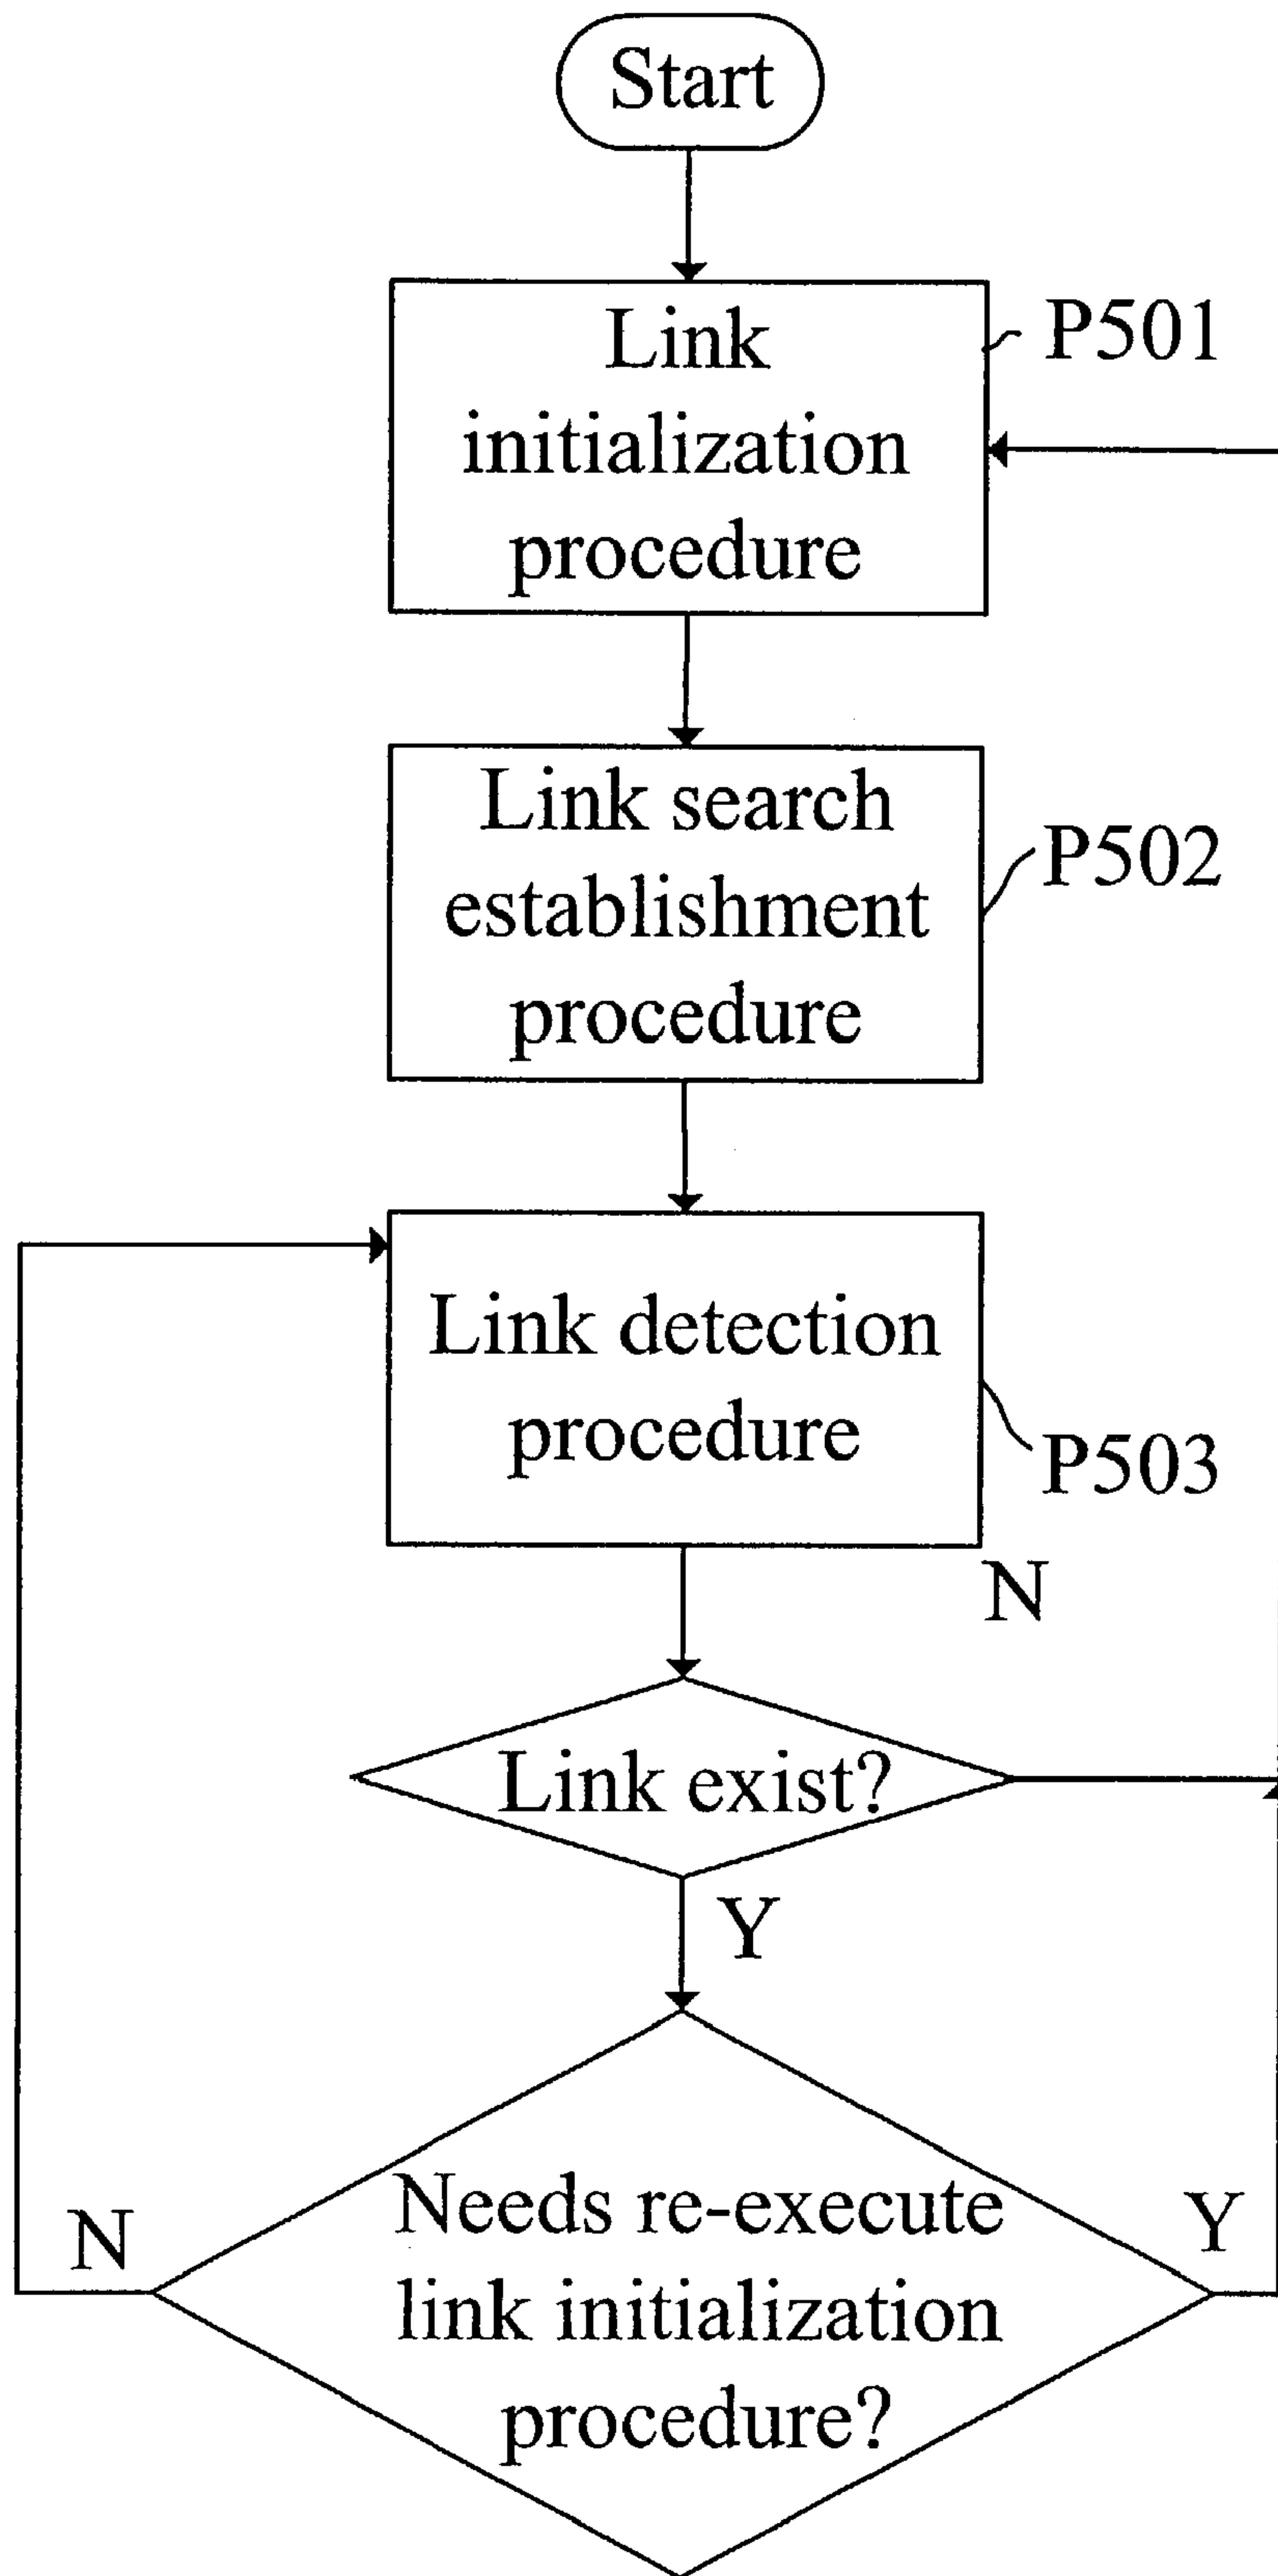 Start
Link
initialization
procedure
P501
Link search
establishment
procedure
P502
Link detection
procedure
P503
N
Link exist?
Y
Needs re-execute
link initialization
procedure?
N
Y